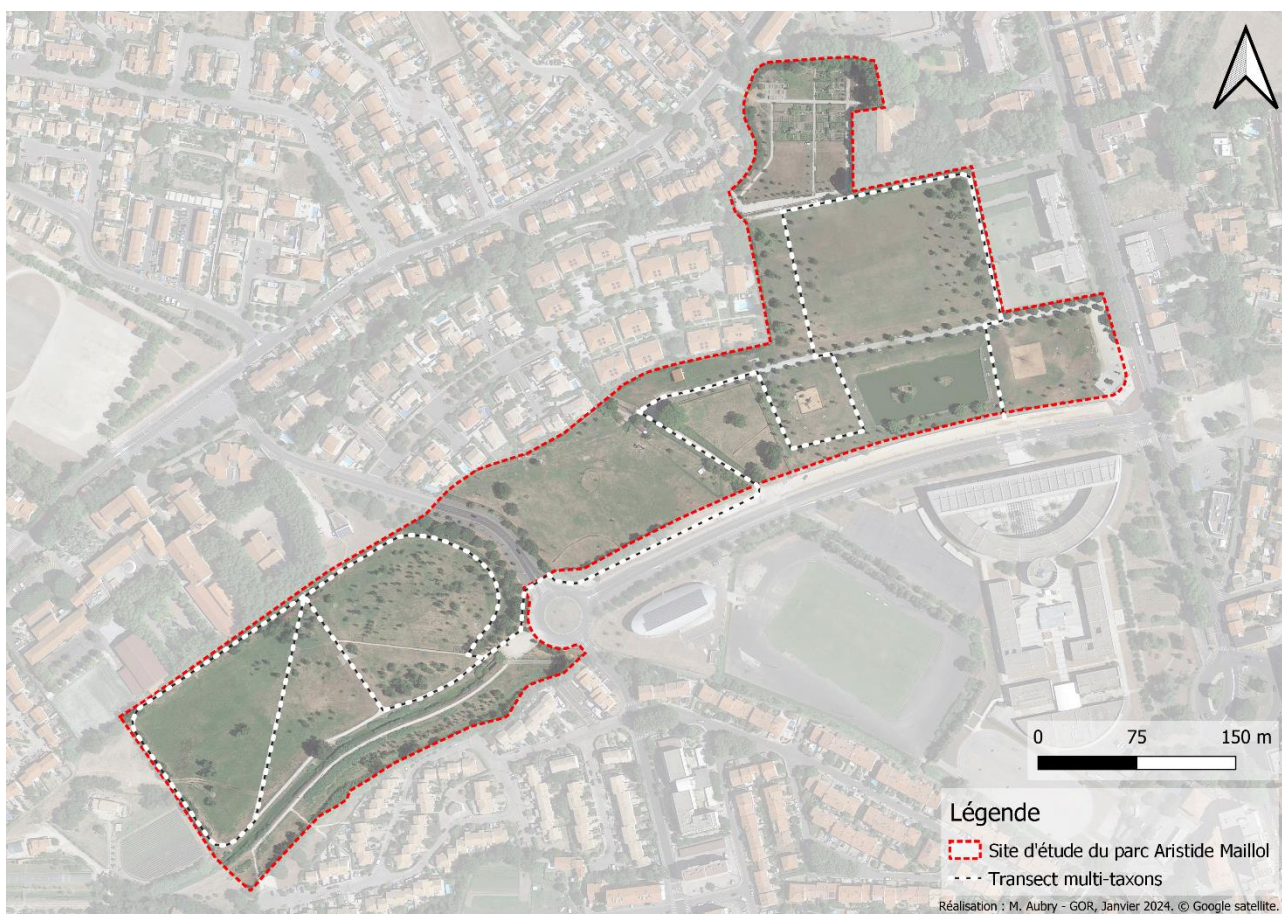 0 75 150 m
Légende
Site d'étude du parc Aristide Maillol
Transect multi-taxons
Réalisation : M. Aubry - GOR, Janvier 2024. © Google satellite.